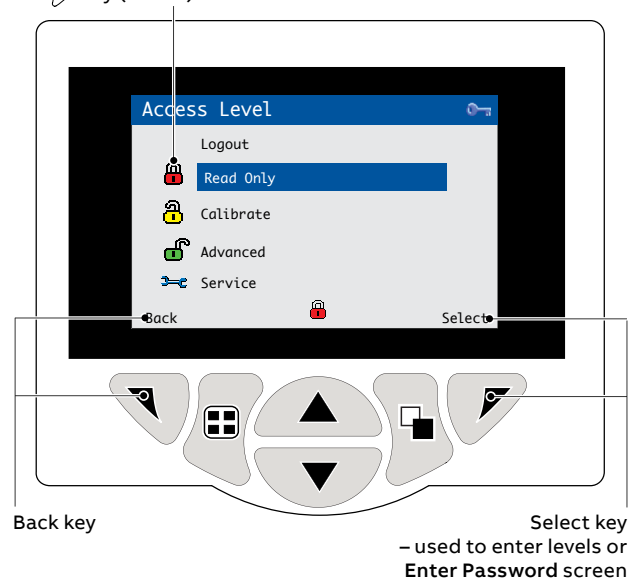 Access Level
Logout
Read Only
Calibrate
Advanced
Service
Back
Select
Back key
Select key
– used to enter levels or
Enter Password screen